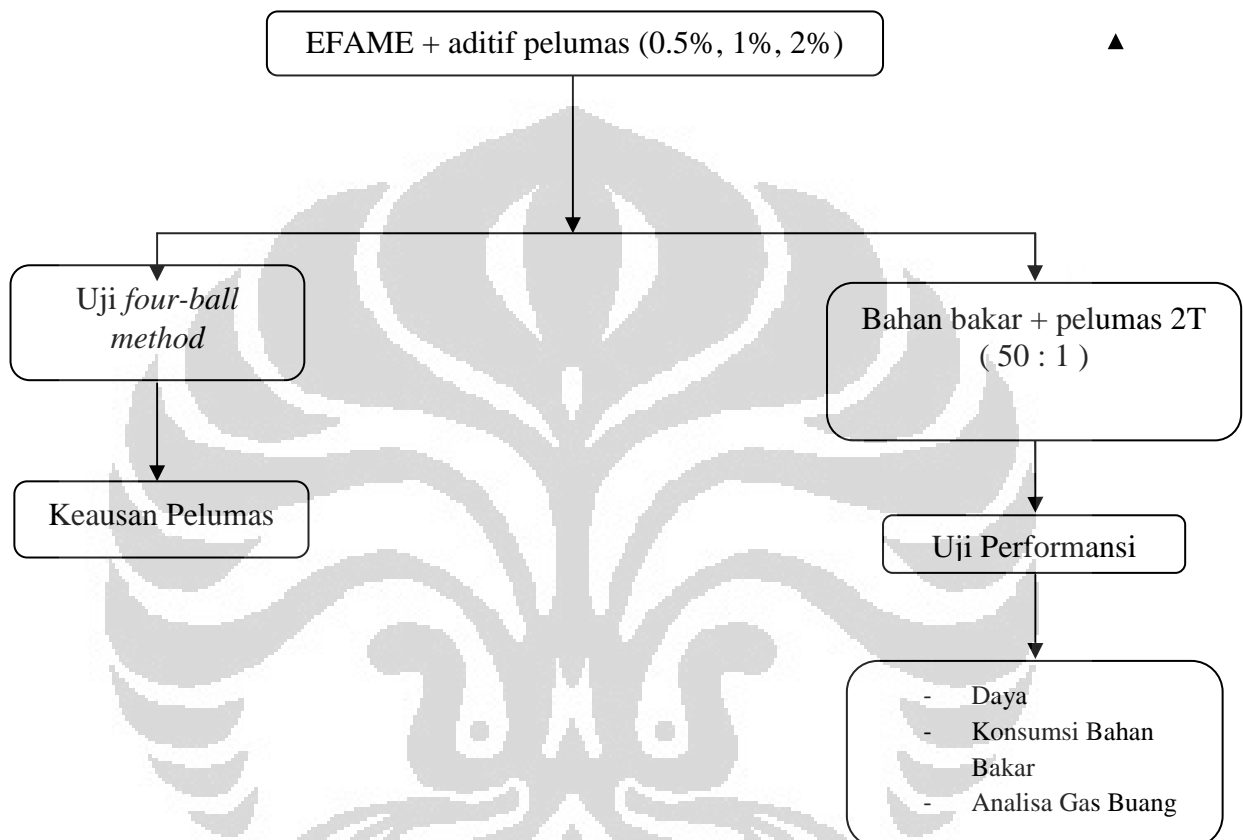 EFAME + aditif pelumas (0.5%, 1%, 2%)
Uji four-ball
method
Keausan Pelumas
Bahan bakar + pelumas 2T
( 50 : 1 )
Uji Performansi
- Daya
- Konsumsi Bahan
Bakar
- Analisa Gas Buang